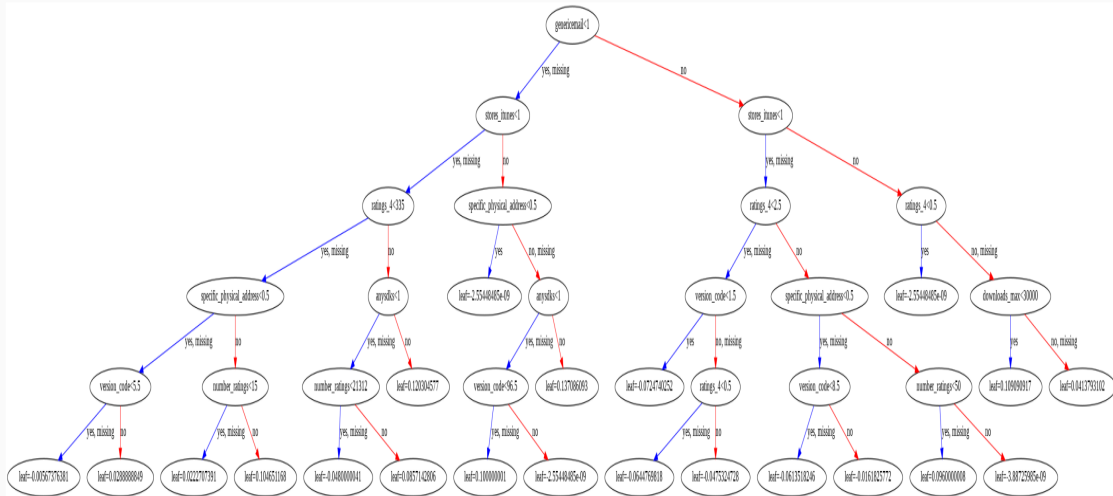 genericemail<1
yes, missing
no
stores_itunes<1
stores_itunes<1
yes, missing
no
yes, missing
no
ratings_4<335
specific_physical_address<0.5
ratings_4<2.5
ratings_4<0.5
yes, missing
no
yes
no, missing
yes, missing
no
yes
no, missing
specific_physical_address<0.5
anysdks<1
leaf=-2.55448485e-09
anysdks<1
version_code<1.5
specific_physical_address<0.5
leaf=-2.55448485e-09
downloads_max<30000
yes, missing
no
yes, missing
no
yes, missing
no
yes
no, missing
yes, missing
no
yes
no, missing
version_code<5.5
number_ratings<15
number_ratings<21312
leaf=0.120304577
version_code<96.5
leaf=0.137086093
leaf=-0.0724740252
ratings_4<0.5
version_code<8.5
number_ratings<50
leaf=0.109090917
leaf=0.0413793102
yes, missing
no
yes, missing
no
yes, missing
no
yes, missing
no
yes, missing
no
yes, missing
no
yes, missing
no
leaf=-0.00567376381
leaf=0.0288888849
leaf=0.0222707391
leaf=0.104651168
leaf=-0.0480000041
leaf=0.0857142806
leaf=0.100000001
leaf=-2.55448485e-09
leaf=-0.0644769818
leaf=-0.0475324728
leaf=-0.0613518246
leaf=-0.0161825772
leaf=0.0960000008
leaf=-3.88725985e-09